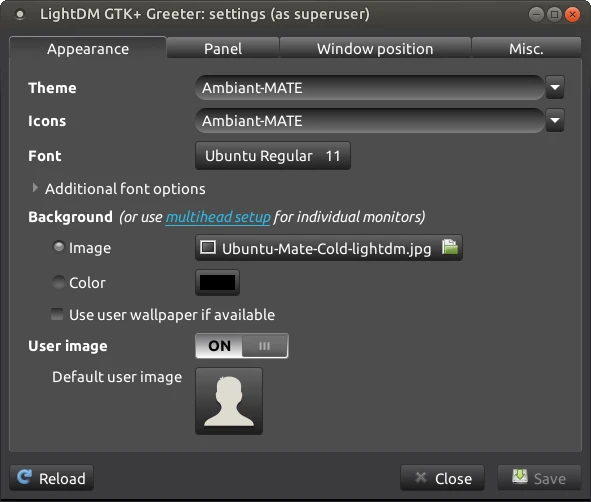 LightDM GTK+ Greeter: settings (as superuser)
Appearance Panel Window position Misc.
Theme Ambiant-MATE
Icons Ambiant-MATE
Font Ubuntu Regular 11
Additional font options
Background (or use multihead setup for individual monitors)
Image Ubuntu-Mate-Cold-lightdm.jpg
Color
Use user wallpaper if available
User image ON
Default user image
Reload Close Save